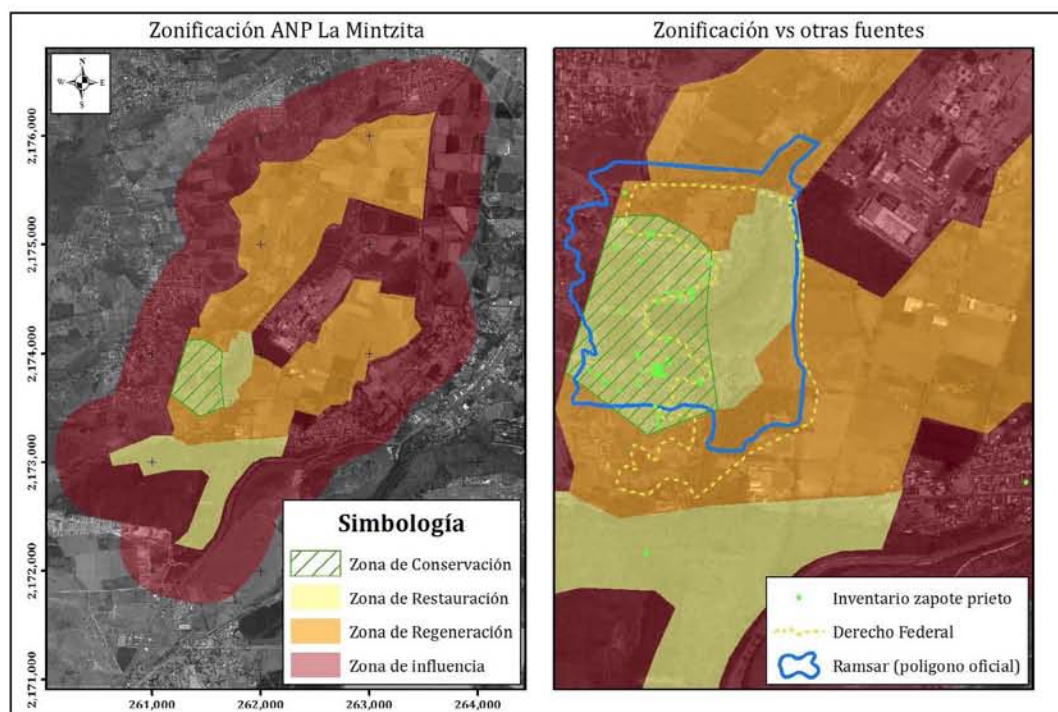 Zonificación ANP La Mintzita
Zonificación vs otras fuentes
N
W E
S
2,176,000
2,175,000
2,174,000
2,173,000
2,172,000
2,171,000
261,000 262,000 263,000 264,000
Simbología
Zona de Conservación
Zona de Restauración
Zona de Regeneración
Zona de influencia
Inventario zapote prieto
Derecho Federal
Ramsar (poligono oficial)